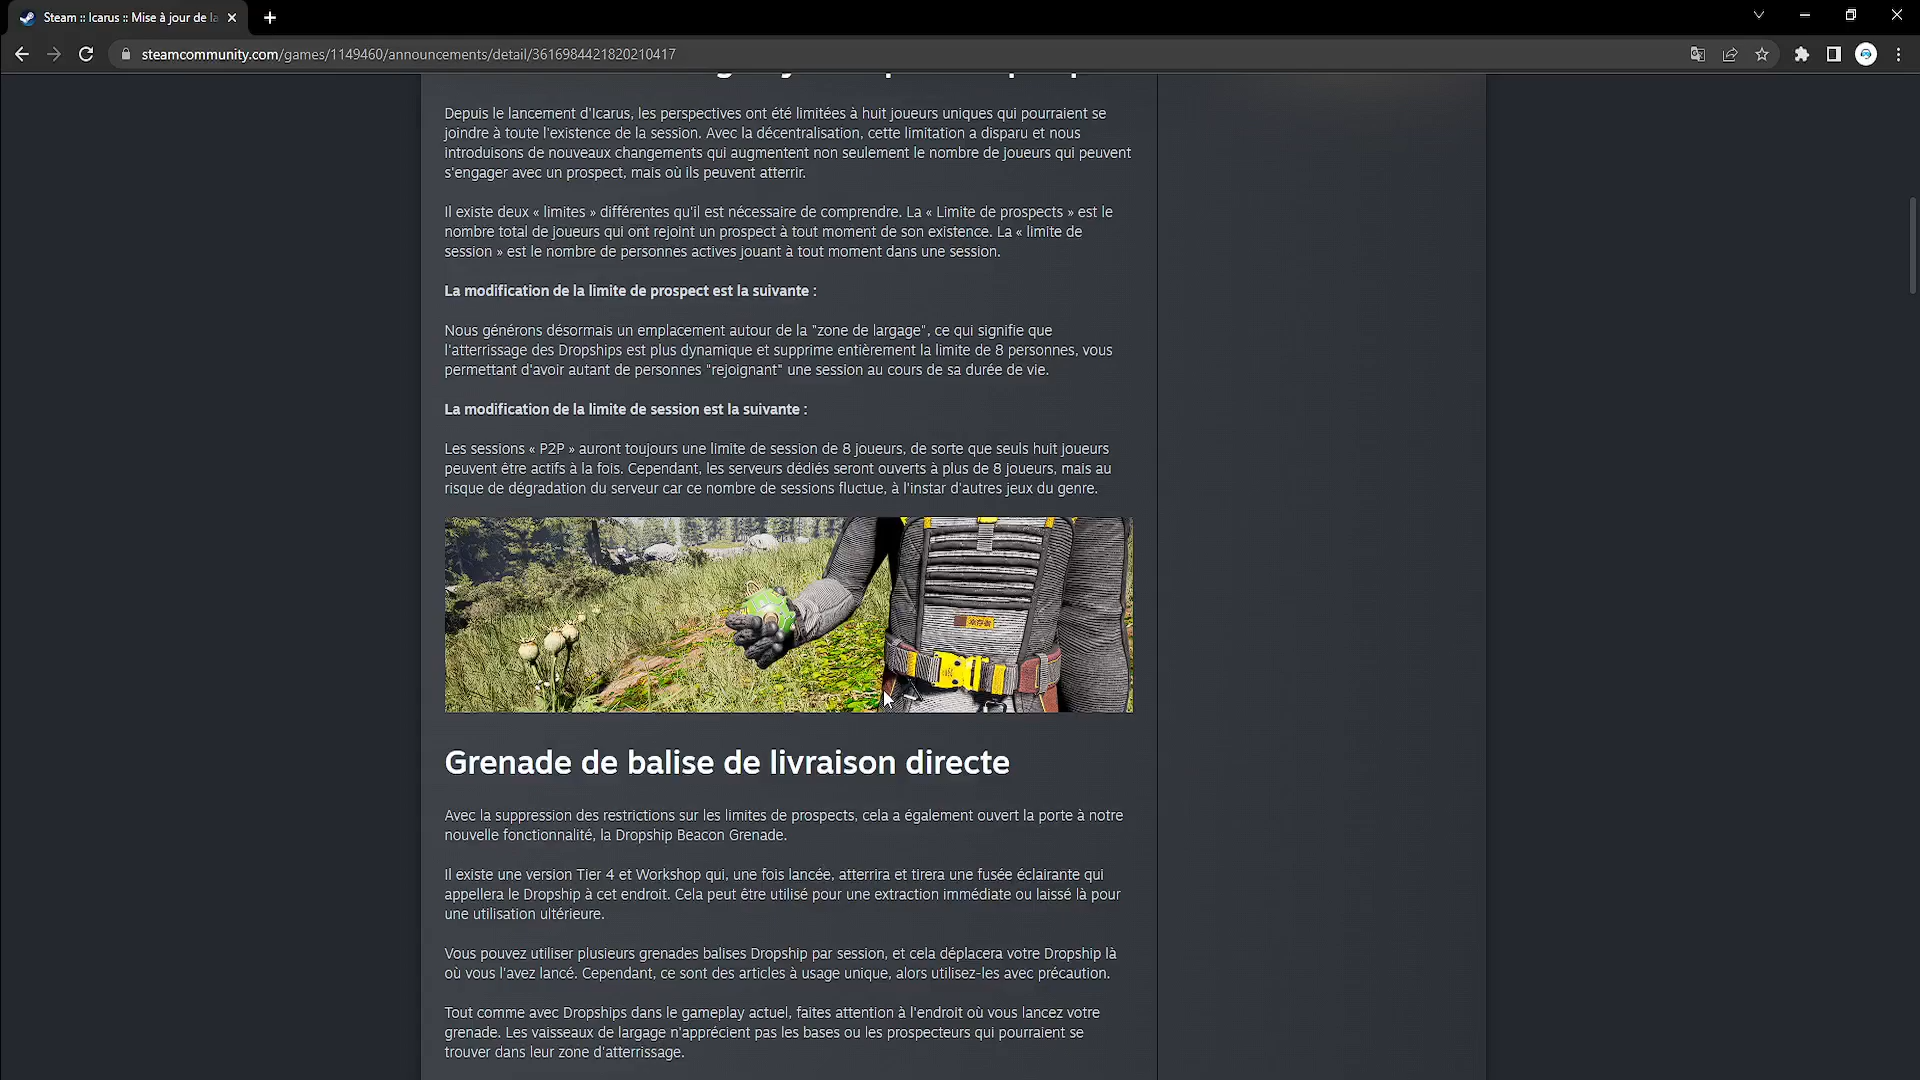 Steam :: Icarus :: Mise à jour de la
steamcommunity.com/games/1149460/announcements/detail/3616984421820210417
Depuis le lancement d'Icarus, les perspectives ont été limitées à huit joueurs uniques qui pourraient se
joindre à toute l'existence de la session. Avec la décentralisation, cette limitation a disparu et nous
introduisons de nouveaux changements qui augmentent non seulement le nombre de joueurs qui peuvent
s'engager avec un prospect, mais où ils peuvent atterrir.
Il existe deux « limites » différentes qu'il est nécessaire de comprendre. La « Limite de prospects » est le
nombre total de joueurs qui ont rejoint un prospect à tout moment de son existence. La « limite de
session » est le nombre de personnes actives jouant à tout moment dans une session.
La modification de la limite de prospect est la suivante :
Nous générons désormais un emplacement autour de la "zone de largage", ce qui signifie que
l'atterrissage des Dropships est plus dynamique et supprime entièrement la limite de 8 personnes, vous
permettant d'avoir autant de personnes "rejoignant" une session au cours de sa durée de vie.
La modification de la limite de session est la suivante :
Les sessions « P2P » auront toujours une limite de session de 8 joueurs, de sorte que seuls huit joueurs
peuvent être actifs à la fois. Cependant, les serveurs dédiés seront ouverts à plus de 8 joueurs, mais au
risque de dégradation du serveur car ce nombre de sessions fluctue, à l'instar d'autres jeux du genre.
Grenade de balise de livraison directe
Avec la suppression des restrictions sur les limites de prospects, cela a également ouvert la porte à notre
nouvelle fonctionnalité, la Dropship Beacon Grenade.
Il existe une version Tier 4 et Workshop qui, une fois lancée, atterrira et tirera une fusée éclairante qui
appellera le Dropship à cet endroit. Cela peut être utilisé pour une extraction immédiate ou laissé là pour
une utilisation ultérieure.
Vous pouvez utiliser plusieurs grenades balises Dropship par session, et cela déplacera votre Dropship là
où vous l'avez lancé. Cependant, ce sont des articles à usage unique, alors utilisez-les avec précaution.
Tout comme avec Dropships dans le gameplay actuel, faites attention à l'endroit où vous lancez votre
grenade. Les vaisseaux de largage n'apprécient pas les bases ou les prospecteurs qui pourraient se
trouver dans leur zone d'atterrissage.